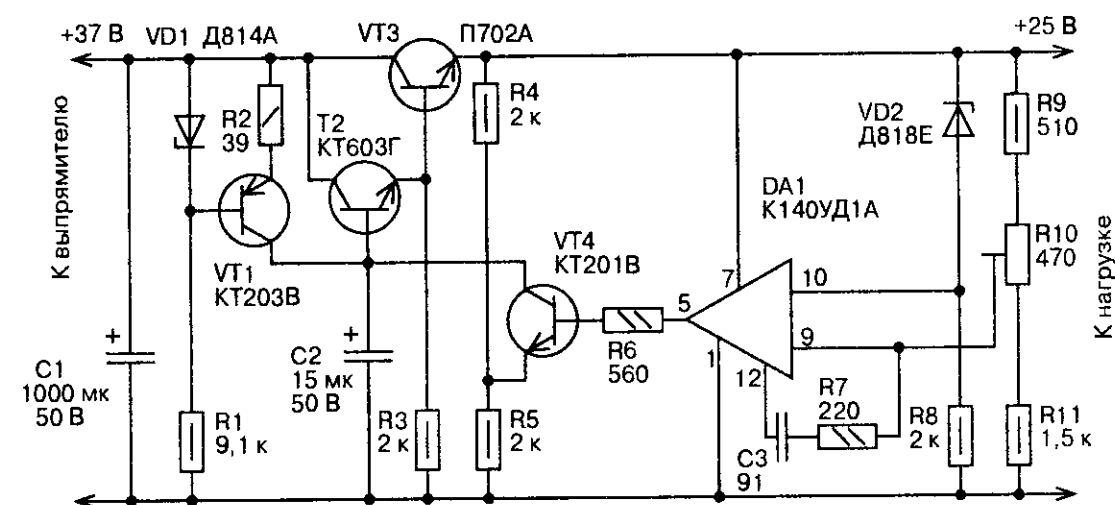 +37 В
VD1 Д814А
VT3
П702А
+25 В
К выпрямителю
R2
39
Т2
КТ603Г
R4
2 к
VD2
Д818Е
R9
510
DA1
К140УД1А
VT1
КТ203В
VT4
КТ201В
R10
470
К нагрузке
7
10
5
9
1
12
+
C1
1000 мк
50 В
+
C2
15 мк
50 В
R6
560
R7
220
R1
9,1 к
R3
2 к
R5
2 к
C3
91
R8
2 к
R11
1,5 к